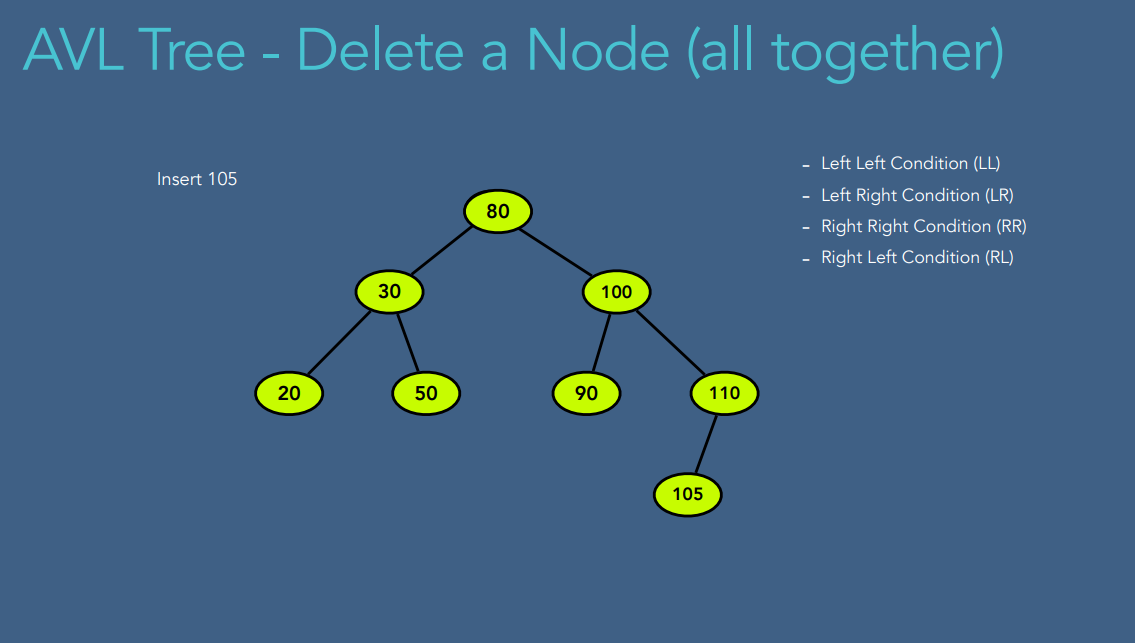 AVL Tree - Delete a Node (all together)
Insert 105
- Left Left Condition (LL)
- Left Right Condition (LR)
- Right Right Condition (RR)
- Right Left Condition (RL)
80
30
100
20
50
90
110
105